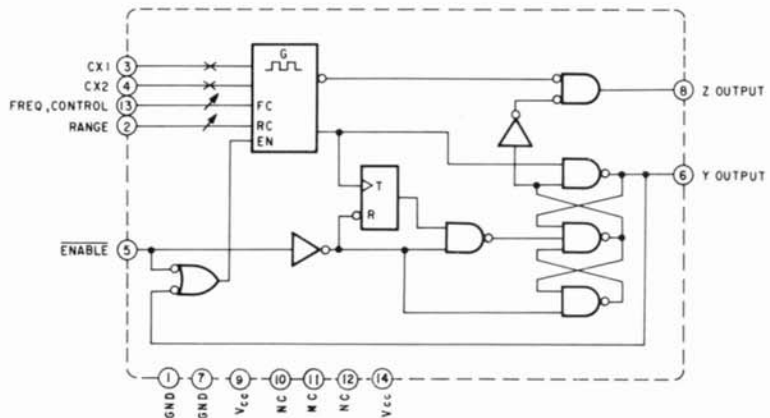 G
CX1 3
CX2 4
FREQ,CONTROL 13 FC
RANGE 2 RC
EN
8 Z OUTPUT
T
R
6 Y OUTPUT
ENABLE 5
1 7 9 10 11 12 14
GND GND VCC NC NC NC VCC